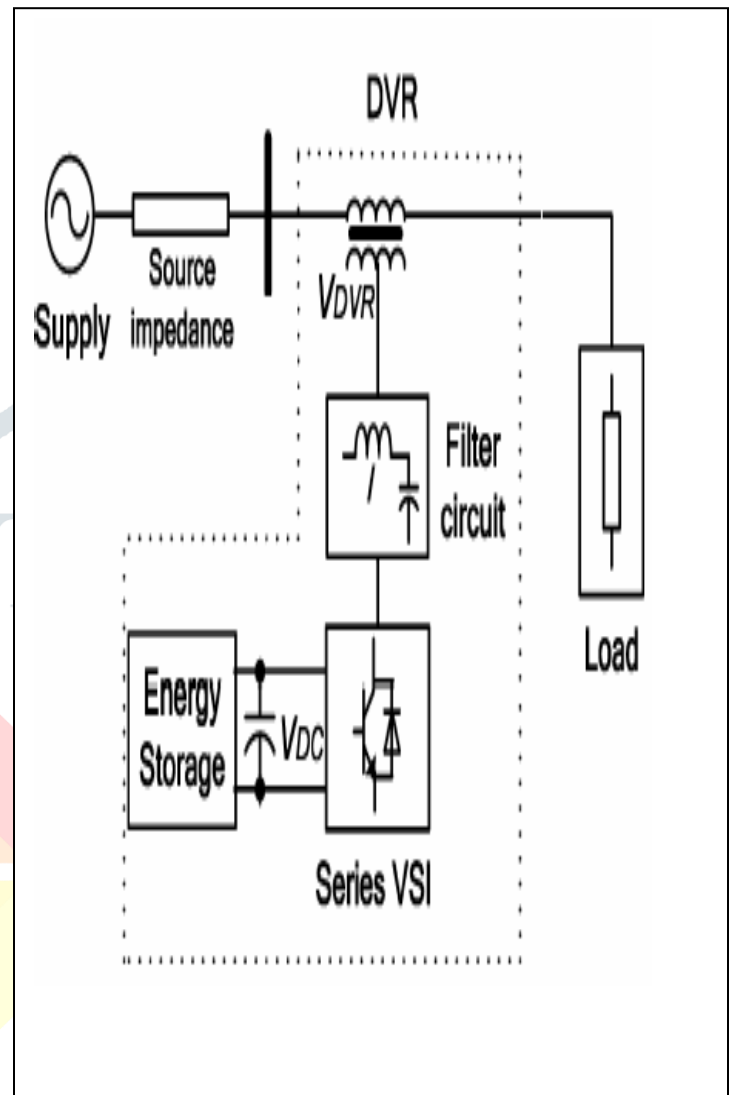 DVR
Source
impedance
Supply
VDVR
Filter
circuit
Load
Energy
Storage
VDC
Series VSI